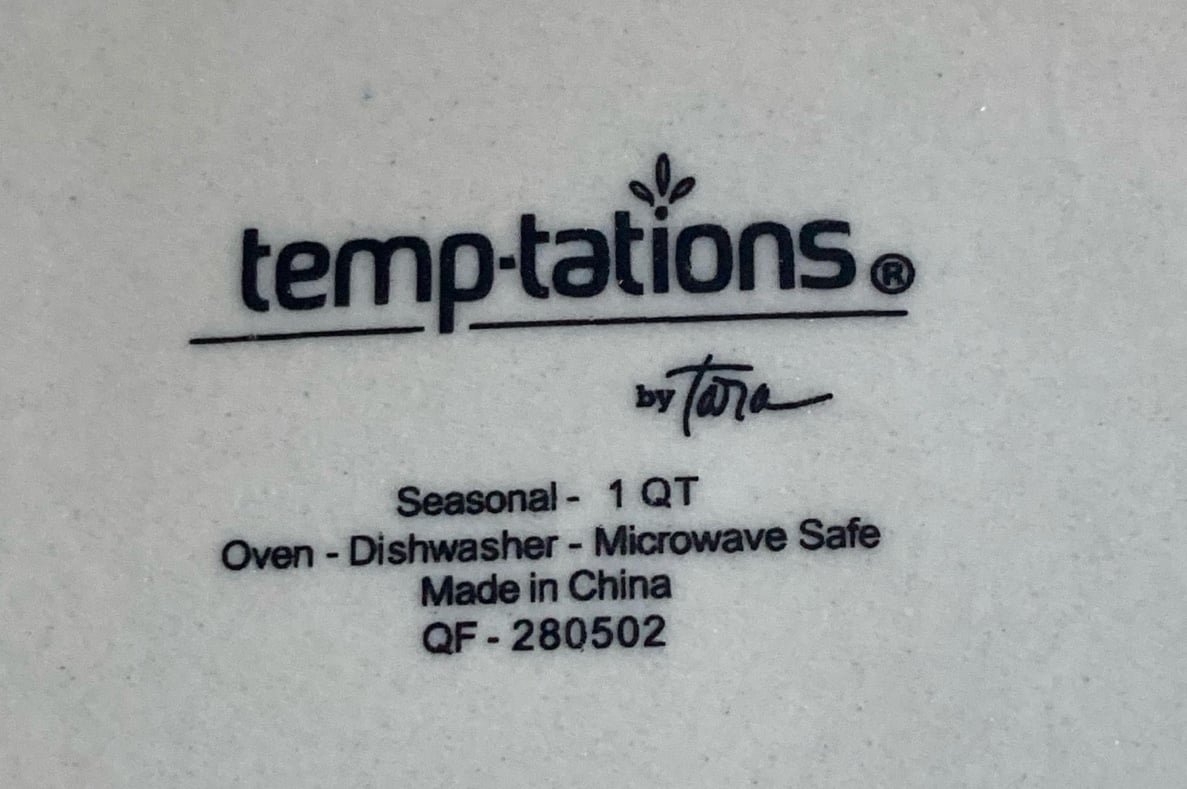 temp-tations®
by Tara
Seasonal - 1 QT
Oven - Dishwasher - Microwave Safe
Made in China
QF - 280502